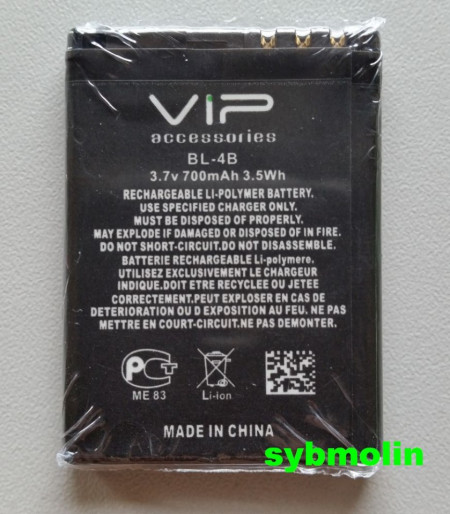 VIP
accessories
BL-4B
3.7v 700mAh 3.5Wh
RECHARGEABLE LI-POLYMER BATTERY.
USE SPECIFIED CHARGER ONLY.
MUST BE DISPOSED OF PROPERLY.
MAY EXPLODE IF DAMAGED OR DISPOSING OF IN FIRE.
DO NOT SHORT-CIRCUIT.DO NOT DISASSEMBLE.
BATTERIE RECHARGEABLE Li-polymere.
UTILISEZ EXCLUSIVEMENT LE CHARGEUR
INDIQUE.DOIT ETRE RECYCLEE OU JETEE
CORRECTEMENT.PEUT EXPLOSER EN CAS DE
DETERIORATION OU D EXPOSITION AU FEU. NE PAS
METTRE EN COURT-CIRCUIT.NE PAS DEMONTER.
PCT
ME 83
Li-ion
MADE IN CHINA
sybmolin